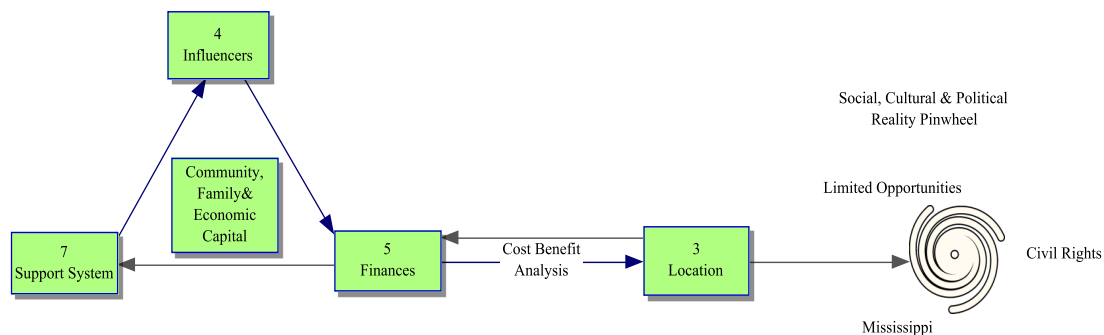 4
Influencers
Social, Cultural & Political
Reality Pinwheel
Community,
Family&
Economic
Capital
Limited Opportunities
7
Support System
5
Finances
Cost Benefit
Analysis
3
Location
Civil Rights
Mississippi